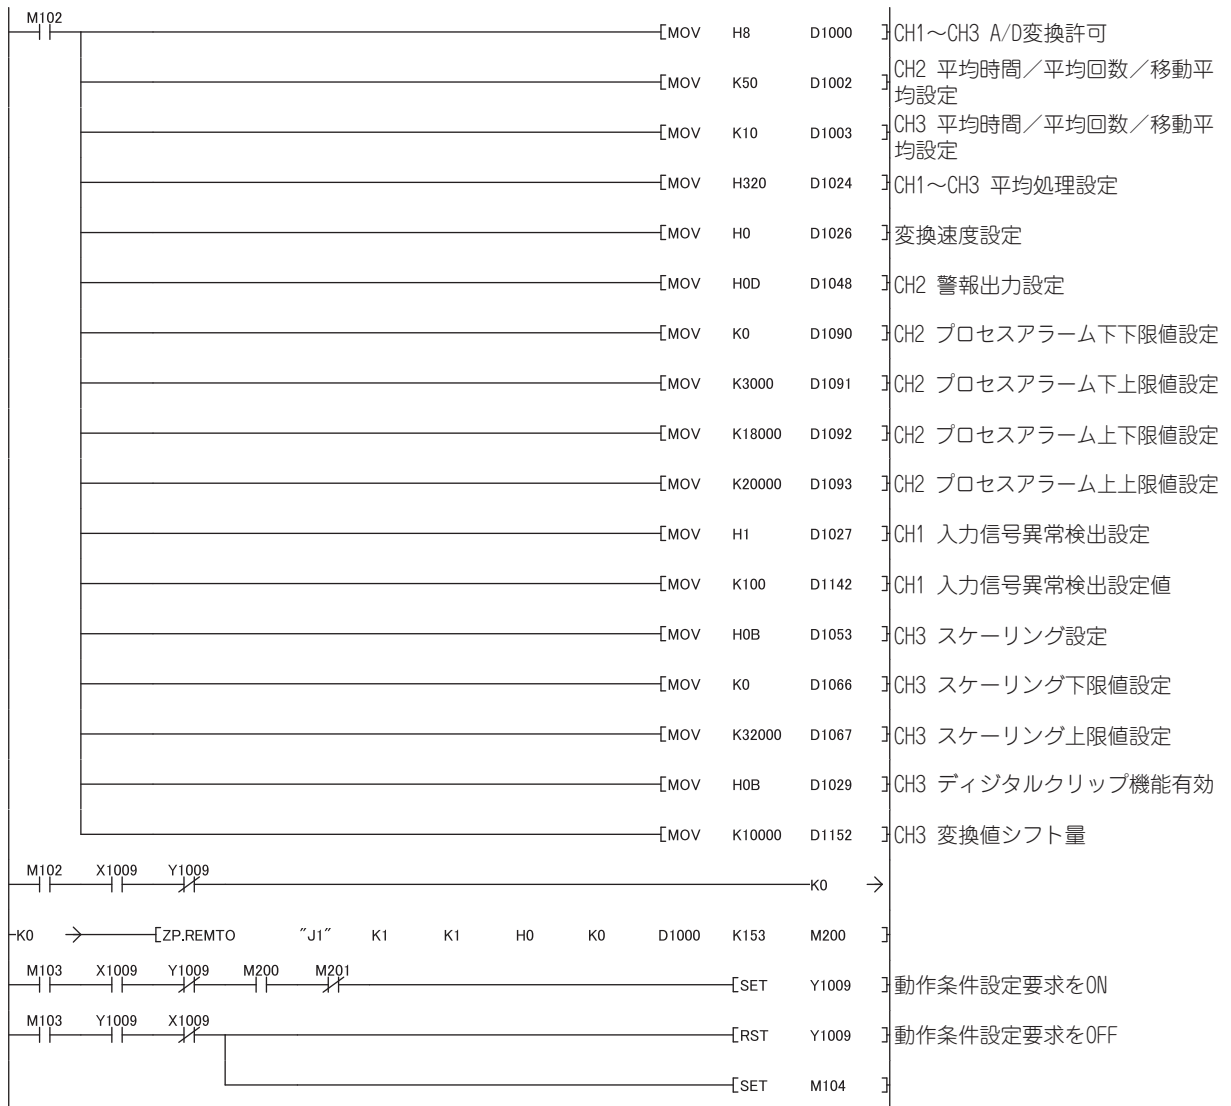 M102
MOV H8 D1000 CH1～CH3 A/D変換許可
MOV K50 D1002 CH2 平均時間／平均回数／移動平
均設定
MOV K10 D1003 CH3 平均時間／平均回数／移動平
均設定
MOV H320 D1024 CH1～CH3 平均処理設定
MOV H0 D1026 変換速度設定
MOV H0D D1048 CH2 警報出力設定
MOV K0 D1090 CH2 プロセスアラーム下下限値設定
MOV K3000 D1091 CH2 プロセスアラーム下上限値設定
MOV K18000 D1092 CH2 プロセスアラーム上下限値設定
MOV K20000 D1093 CH2 プロセスアラーム上上限値設定
MOV H1 D1027 CH1 入力信号異常検出設定
MOV K100 D1142 CH1 入力信号異常検出設定値
MOV H0B D1053 CH3 スケーリング設定
MOV K0 D1066 CH3 スケーリング下限値設定
MOV K32000 D1067 CH3 スケーリング上限値設定
MOV H0B D1029 CH3 ディジタルクリップ機能有効
MOV K10000 D1152 CH3 変換値シフト量
M102 X1009 Y1009
K0
K0 ZP.REMTO "J1" K1 K1 H0 K0 D1000 K153 M200
M103 X1009 Y1009 M200 M201
SET Y1009 動作条件設定要求をON
M103 Y1009 X1009
RST Y1009 動作条件設定要求をOFF
SET M104